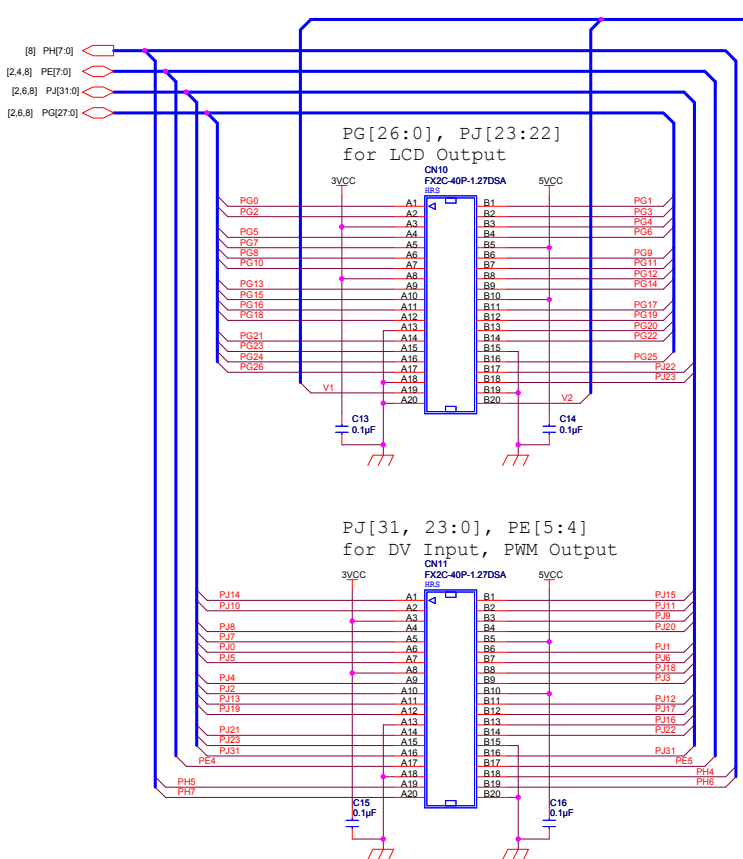 [8] PH[7:0]
[2,4,8] PE[7:0]
[2,6,8] PJ[31:0]
[2,6,8] PG[27:0]
PG[26:0], PJ[23:22]
for LCD Output
CN10
3VCC FX2C-40P-1.27DSA 5VCC
HRS
PG0 A1 B1 PG1
PG2 A2 B2 PG3
A3 B3 PG4
PG5 A4 B4 PG6
PG7 A5 B5
PG8 A6 B6 PG9
PG10 A7 B7 PG11
A8 B8 PG12
PG13 A9 B9 PG14
PG15 A10 B10
PG16 A11 B11 PG17
PG18 A12 B12 PG19
A13 B13 PG20
PG21 A14 B14 PG22
PG23 A15 B15
PG24 A16 B16 PG25
PG26 A17 B17 PJ22
A18 B18 PJ23
V1 A19 B19
A20 B20 V2
C13 C14
0.1µF 0.1µF
PJ[31, 23:0], PE[5:4]
for DV Input, PWM Output
CN11
3VCC FX2C-40P-1.27DSA 5VCC
HRS
PJ14 A1 B1 PJ15
PJ10 A2 B2 PJ11
A3 B3 PJ9
PJ8 A4 B4 PJ20
PJ7 A5 B5
PJ0 A6 B6 PJ1
PJ5 A7 B7 PJ6
A8 B8 PJ18
PJ4 A9 B9 PJ3
PJ2 A10 B10
PJ13 A11 B11 PJ12
PJ19 A12 B12 PJ17
A13 B13 PJ16
PJ21 A14 B14 PJ22
PJ23 A15 B15
PJ31 A16 B16 PJ31
PE4 A17 B17 PE5
A18 B18 PH4
PH5 A19 B19 PH6
PH7 A20 B20
C15 C16
0.1µF 0.1µF